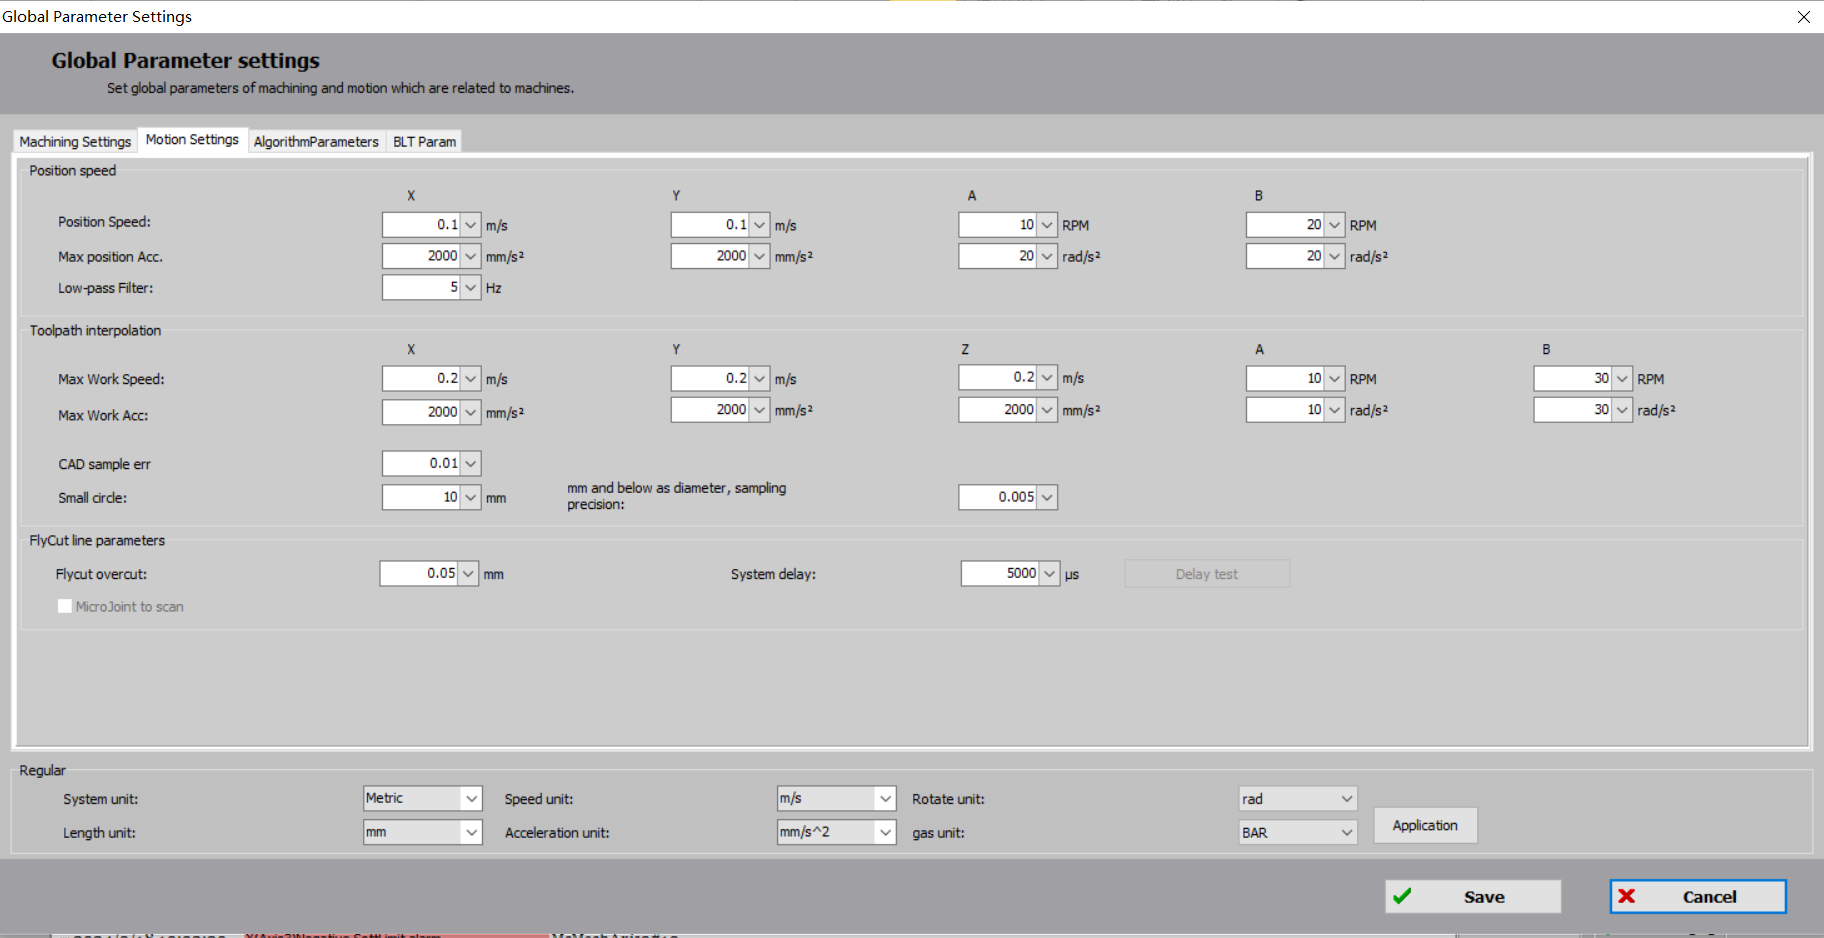 Global Parameter Settings
Global Parameter settings
Set global parameters of machining and motion which are related to machines.
Machining Settings Motion Settings AlgorithmParameters BLT Param
Position speed
X Y A B
Position Speed: 0.1 m/s 0.1 m/s 10 RPM 20 RPM
Max position Acc. 2000 mm/s² 2000 mm/s² 20 rad/s² 20 rad/s²
Low-pass Filter: 5 Hz
Toolpath interpolation
X Y Z A B
Max Work Speed: 0.2 m/s 0.2 m/s 0.2 m/s 10 RPM 30 RPM
Max Work Acc: 2000 mm/s² 2000 mm/s² 2000 mm/s² 10 rad/s² 30 rad/s²
CAD sample err 0.01
Small circle: 10 mm mm and below as diameter, sampling precision: 0.005
FlyCut line parameters
Flycut overcut: 0.05 mm System delay: 5000 µs Delay test
MicroJoint to scan
Regular
System unit: Metric Speed unit: m/s Rotate unit: rad
Length unit: mm Acceleration unit: mm/s^2 gas unit: BAR Application
Save Cancel